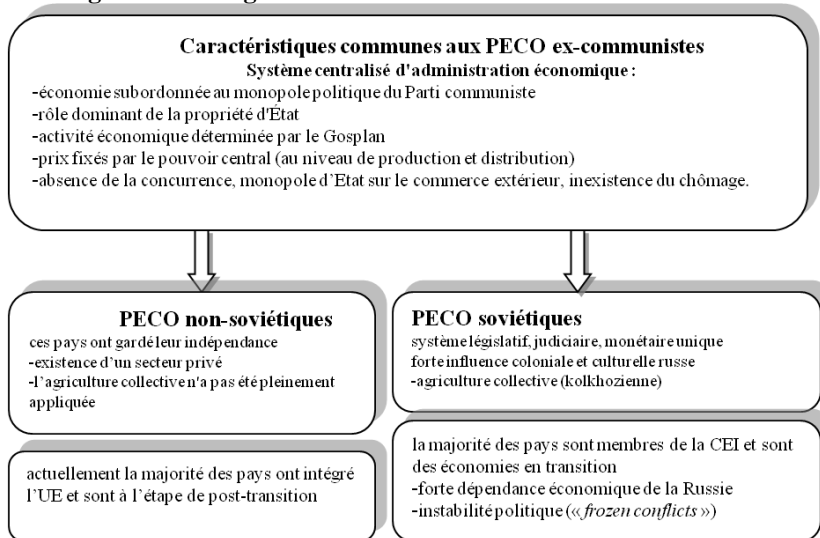 Caractéristiques communes aux PECO ex-communistes
Système centralisé d'administration économique :
-économie subordonnée au monopole politique du Parti communiste
-rôle dominant de la propriété d'État
-activité économique déterminée par le Gosplan
-prix fixés par le pouvoir central (au niveau de production et distribution)
-absence de la concurrence, monopole d'Etat sur le commerce extérieur, inexistence du chômage.
PECO non-soviétiques
ces pays ont gardé leur indépendance
-existence d'un secteur privé
-l'agriculture collective n'a pas été pleinement
appliquée
PECO soviétiques
système législatif, judiciaire, monétaire unique
forte influence coloniale et culturelle russe
-agriculture collective (kolkhozienne)
actuellement la majorité des pays ont intégré
l'UE et sont à l'étape de post-transition
la majorité des pays sont membres de la CEI et sont
des économies en transition
-forte dépendance économique de la Russie
-instabilité politique (« frozen conflicts »)